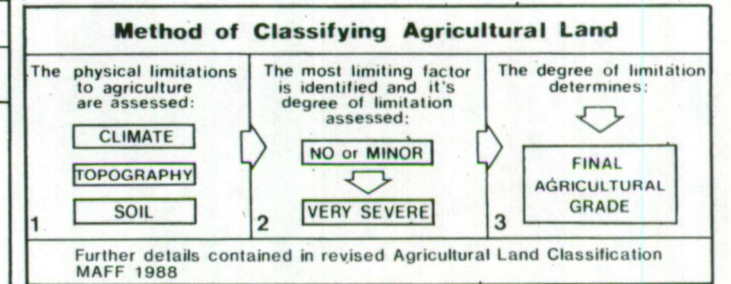 Method of Classifying Agricultural Land
The physical limitations
to agriculture
are assessed:
CLIMATE
TOPOGRAPHY
SOIL
1
The most limiting factor
is identified and it's
degree of limitation
assessed:
NO or MINOR
VERY SEVERE
2
The degree of limitation
determines:
FINAL
AGRICULTURAL
GRADE
3
Further details contained in revised Agricultural Land Classification
MAFF 1988